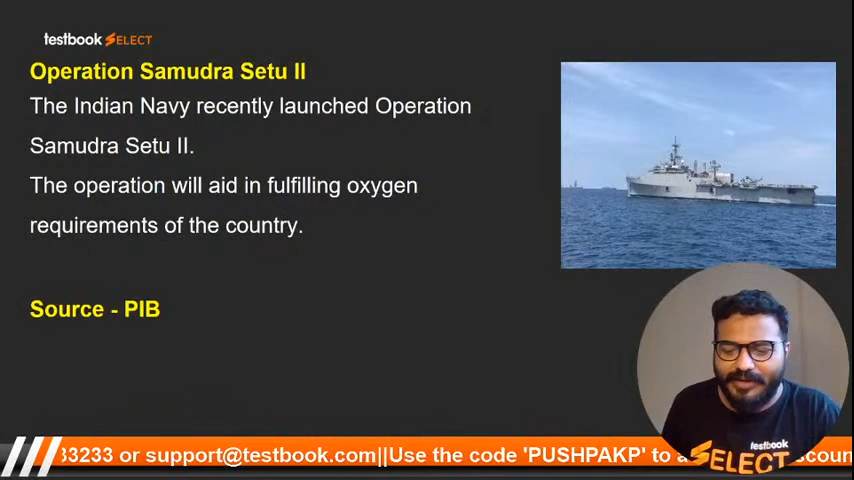 testbook SELECT
Operation Samudra Setu II
The Indian Navy recently launched Operation
Samudra Setu II.
The operation will aid in fulfilling oxygen
requirements of the country.
Source - PIB
testbook
SELECT
33233 or support@testbook.com||Use the code 'PUSHPAKP' to